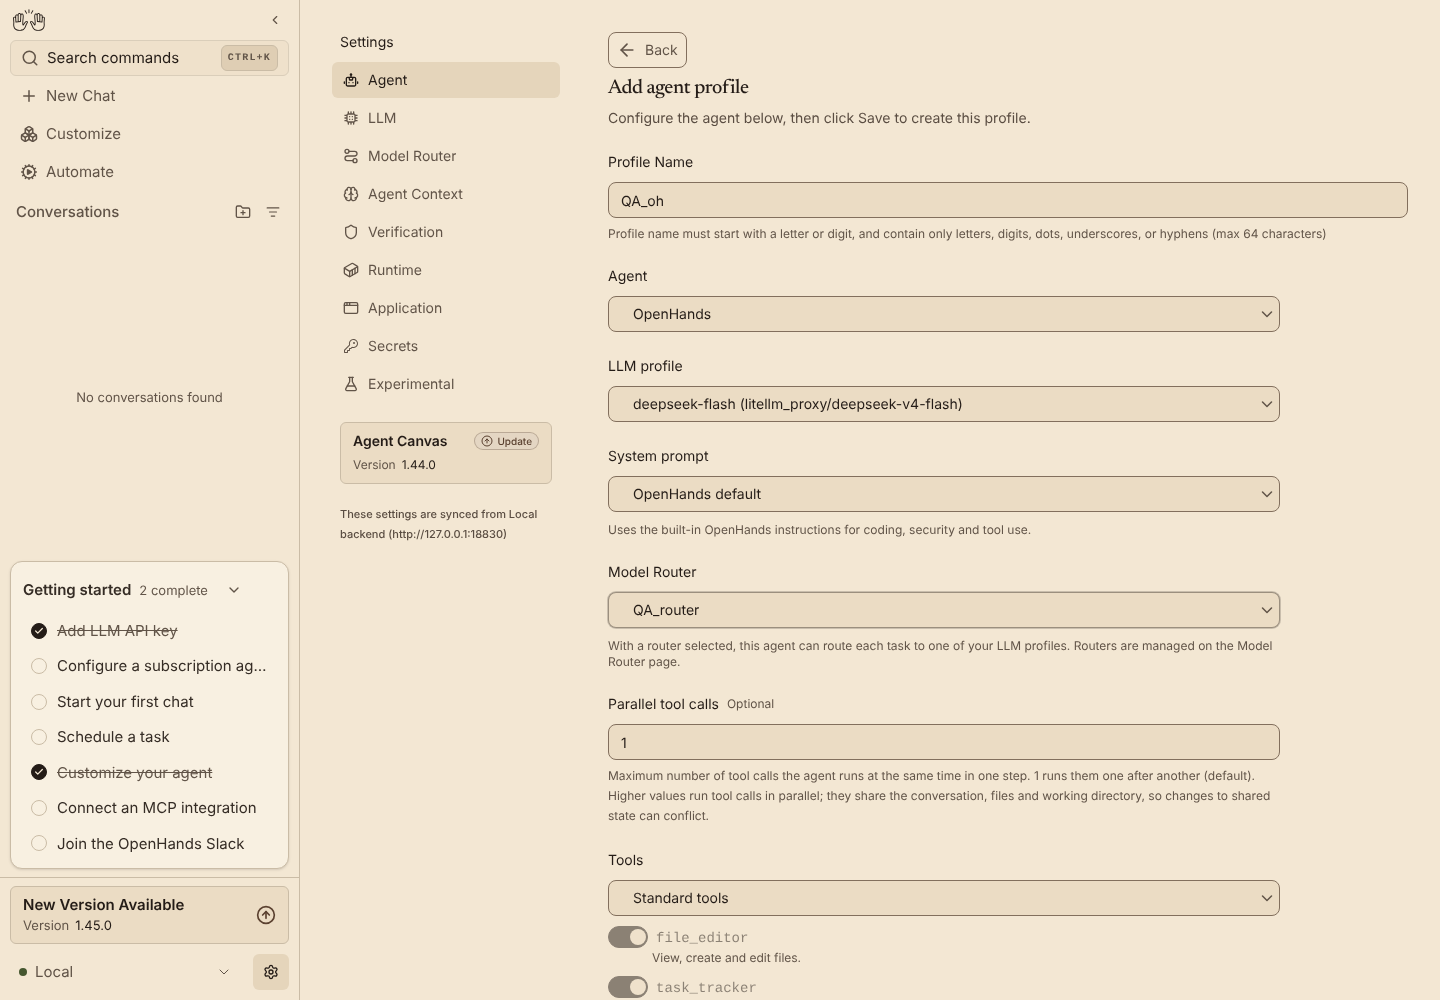 Search commands
CTRL+K
New Chat
Customize
Automate
Conversations
No conversations found
Getting started 2 complete
Add LLM API key
Configure a subscription ag...
Start your first chat
Schedule a task
Customize your agent
Connect an MCP integration
Join the OpenHands Slack
New Version Available
Version 1.45.0
Local
Settings
Agent
LLM
Model Router
Agent Context
Verification
Runtime
Application
Secrets
Experimental
Agent Canvas
Update
Version 1.44.0
These settings are synced from Local
backend (http://127.0.0.1:18830)
Back
Add agent profile
Configure the agent below, then click Save to create this profile.
Profile Name
QA_oh
Profile name must start with a letter or digit, and contain only letters, digits, dots, underscores, or hyphens (max 64 characters)
Agent
OpenHands
LLM profile
deepseek-flash (litellm_proxy/deepseek-v4-flash)
System prompt
OpenHands default
Uses the built-in OpenHands instructions for coding, security and tool use.
Model Router
QA_router
With a router selected, this agent can route each task to one of your LLM profiles. Routers are managed on the Model
Router page.
Parallel tool calls Optional
1
Maximum number of tool calls the agent runs at the same time in one step. 1 runs them one after another (default).
Higher values run tool calls in parallel; they share the conversation, files and working directory, so changes to shared
state can conflict.
Tools
Standard tools
file_editor
View, create and edit files.
task_tracker